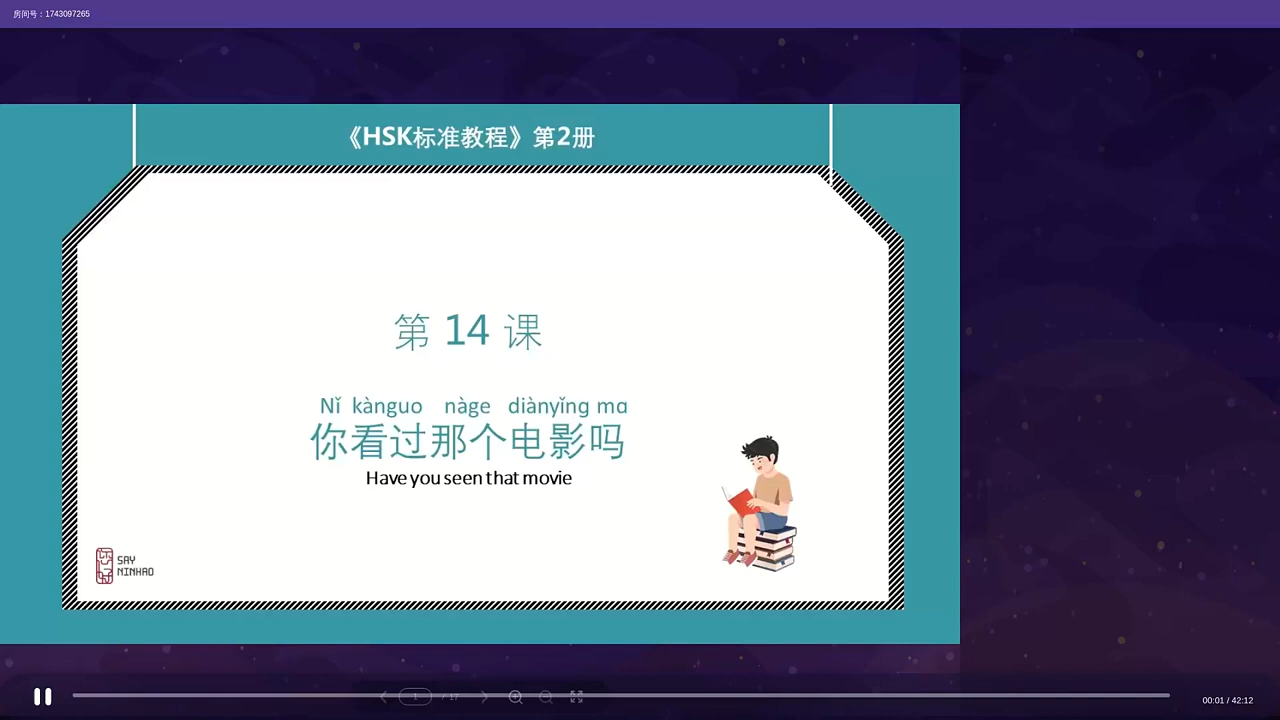 房间号：1743097265
《HSK标准教程》第2册
第 14 课
Nǐ kànguo nàge diànyǐng ma
你看过那个电影吗
Have you seen that movie
SAY
NINHAO
1 / 17
00:01 / 42:12